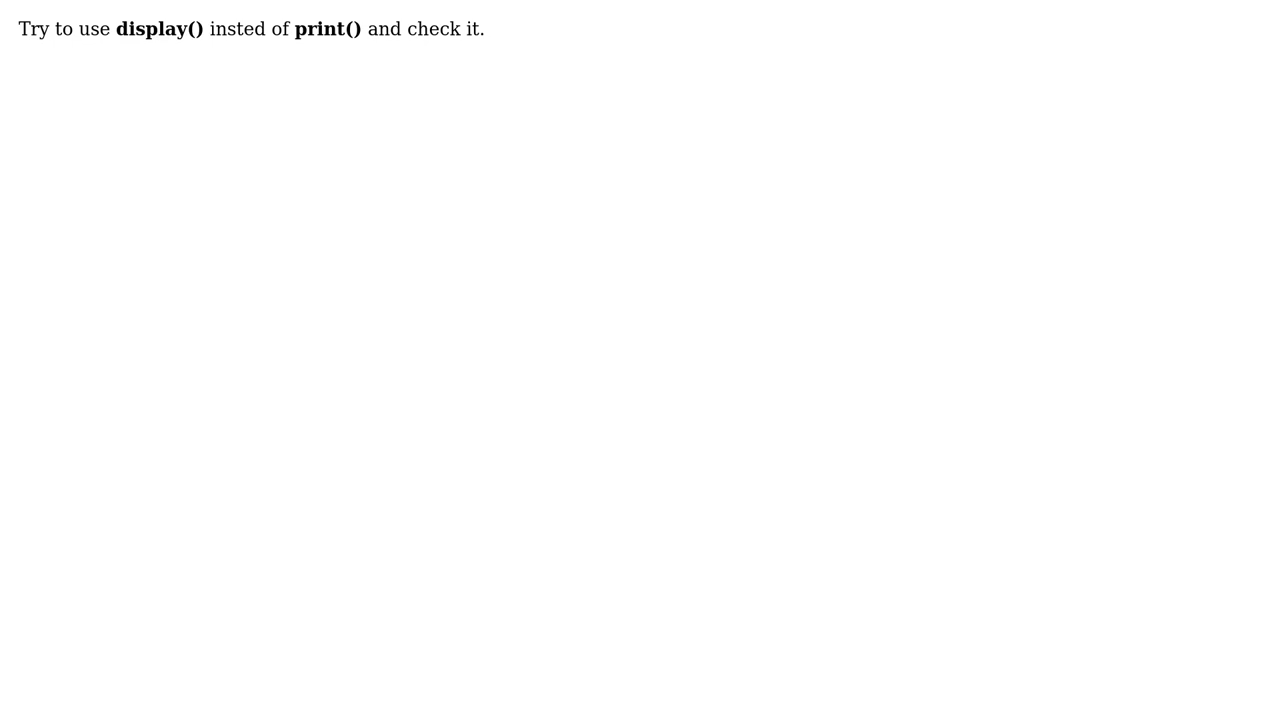 Try to use display() insted of print() and check it.